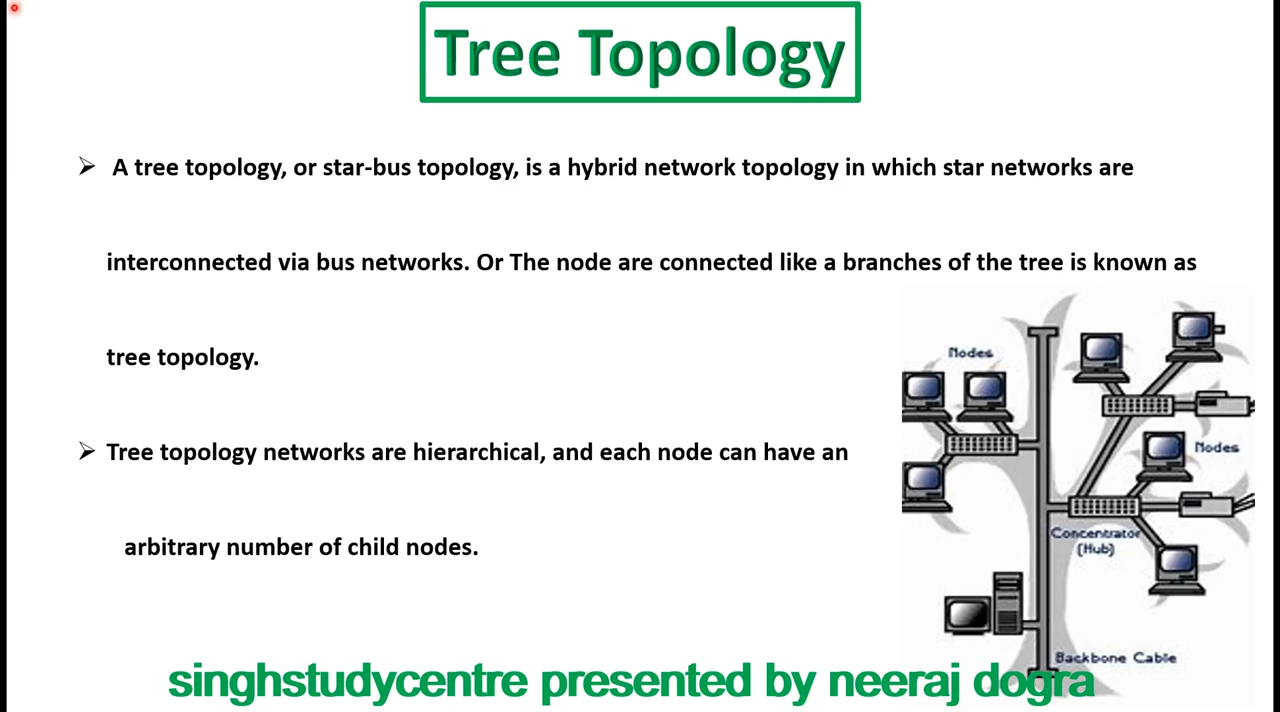 Tree Topology
➢ A tree topology, or star-bus topology, is a hybrid network topology in which star networks are
interconnected via bus networks. Or The node are connected like a branches of the tree is known as
tree topology.
➢ Tree topology networks are hierarchical, and each node can have an
arbitrary number of child nodes.
Nodes
Nodes
Concentrator
(Hub)
Backbone Cable
singhstudycentre presented by neeraj dogra